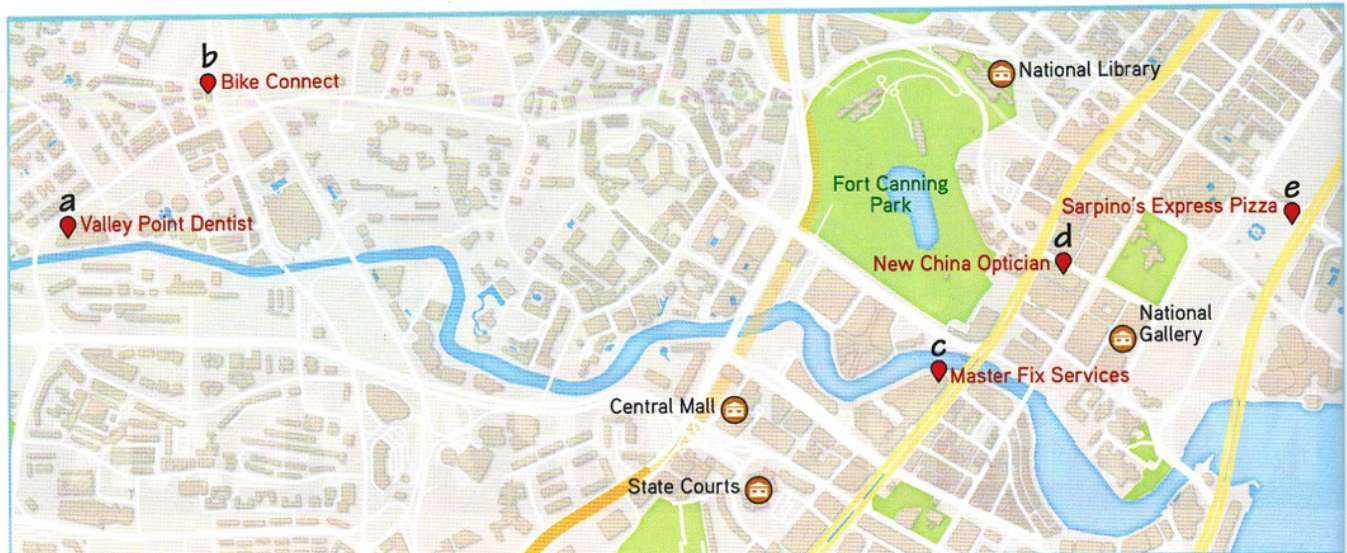 b
Bike Connect
National Library
a
Valley Point Dentist
Fort Canning
Park
e
Sarpino's Express Pizza
d
New China Optician
National
Gallery
c
Master Fix Services
Central Mall
State Courts